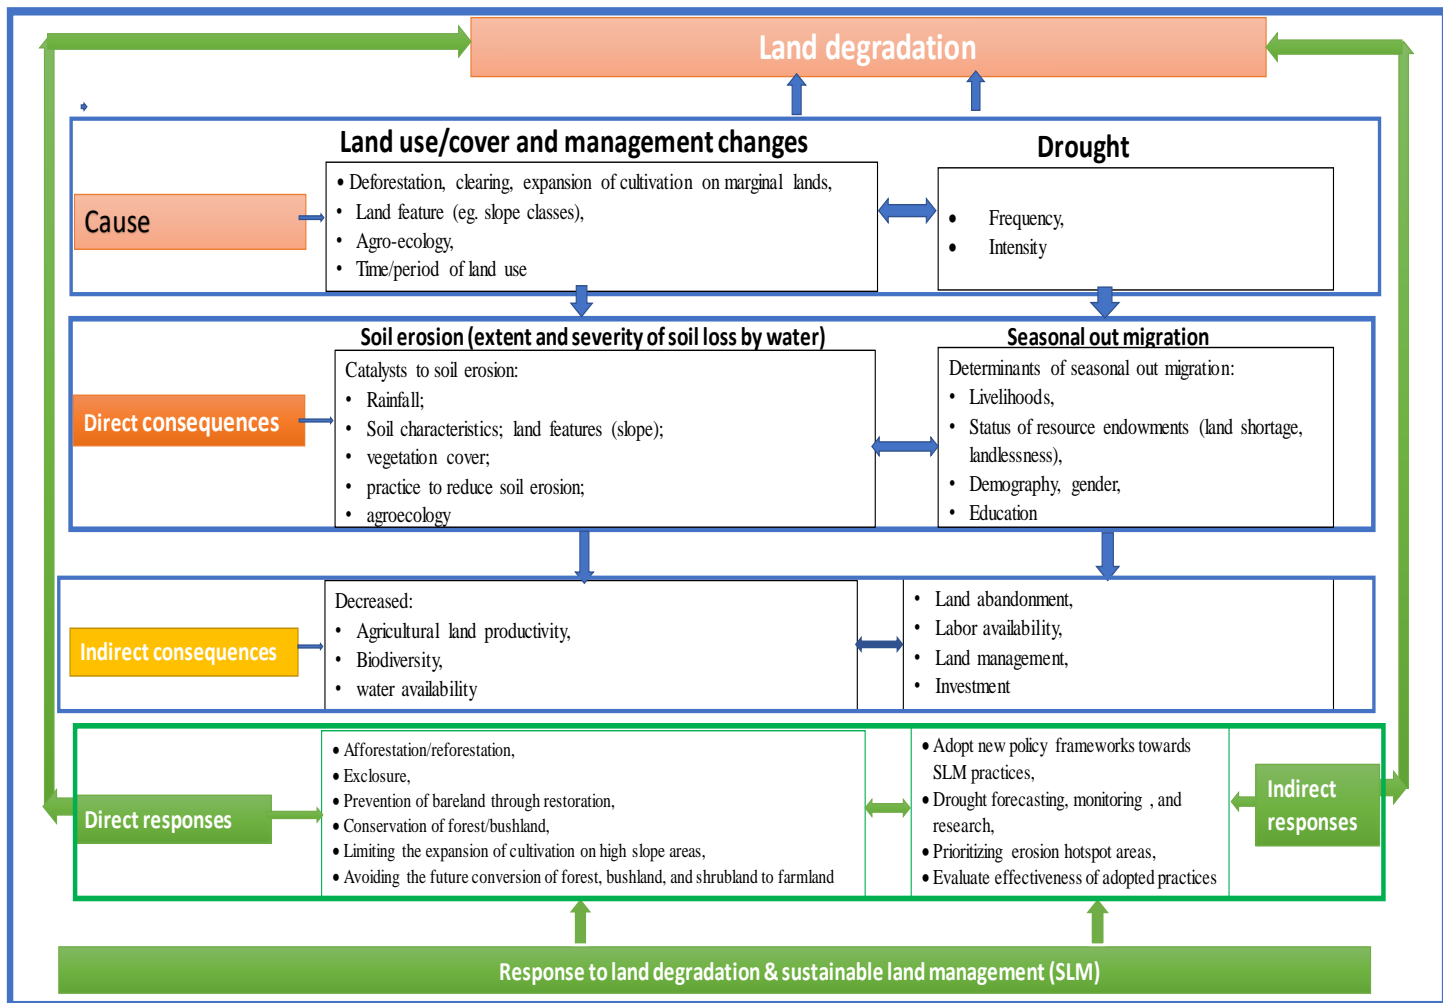 Land degradation
Land use/cover and management changes
Drought
Cause
• Deforestation, clearing, expansion of cultivation on marginal lands,
• Land feature (eg. slope classes),
• Agro-ecology,
• Time/period of land use
• Frequency,
• Intensity
Soil erosion (extent and severity of soil loss by water)
Seasonal out migration
Direct consequences
Catalysts to soil erosion:
• Rainfall;
• Soil characteristics; land features (slope);
• vegetation cover;
• practice to reduce soil erosion;
• agroecology
Determinants of seasonal out migration:
• Livelihoods,
• Status of resource endowments (land shortage,
landlessness),
• Demography, gender,
• Education
Indirect consequences
Decreased:
• Agricultural land productivity,
• Biodiversity,
• water availability
• Land abandonment,
• Labor availability,
• Land management,
• Investment
Direct responses
• Afforestation/reforestation,
• Exclosure,
• Prevention of bareland through restoration,
• Conservation of forest/bushland,
• Limiting the expansion of cultivation on high slope areas,
• Avoiding the future conversion of forest, bushland, and shrubland to farmland
• Adopt new policy frameworks towards
SLM practices,
• Drought forecasting, monitoring , and
research,
• Prioritizing erosion hotspot areas,
• Evaluate effectiveness of adopted practices
Indirect
responses
Response to land degradation & sustainable land management (SLM)